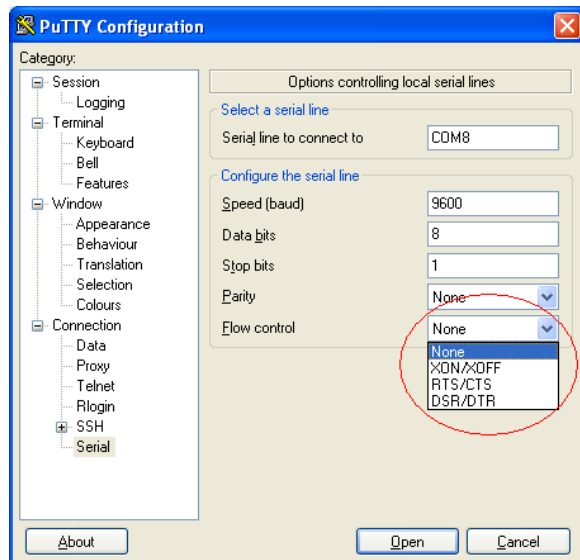 PuTTY Configuration
Category:
Session
Logging
Terminal
Keyboard
Bell
Features
Window
Appearance
Behaviour
Translation
Selection
Colours
Connection
Data
Proxy
Telnet
Rlogin
SSH
Serial
Options controlling local serial lines
Select a serial line
Serial line to connect to COM8
Configure the serial line
Speed (baud) 9600
Data bits 8
Stop bits 1
Parity None
Flow control None
None
XON/XOFF
RTS/CTS
DSR/DTR
About Open Cancel